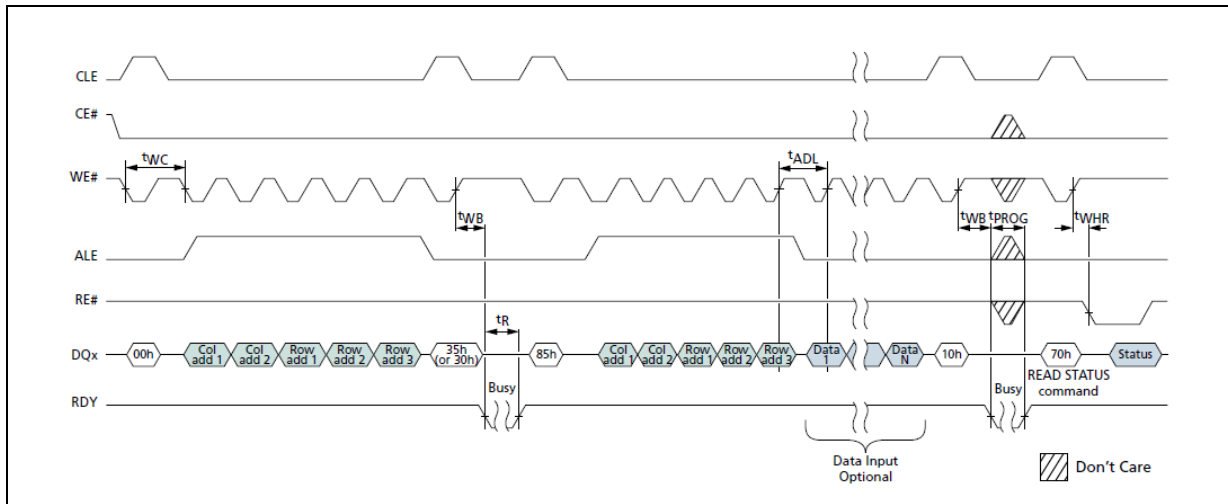 CLE
CE#
tWC
tADL
WE#
tWB
tWB tPROG
tWHR
ALE
RE#
tR
DQx
00h
Col add 1
Col add 2
Row add 1
Row add 2
Row add 3
35h
(or 30h)
85h
Col add 1
Col add 2
Row add 1
Row add 2
Row add 3
Data 1
Data N
10h
70h
Status
READ STATUS
command
Busy
Busy
RDY
Data Input
Optional
Don't Care